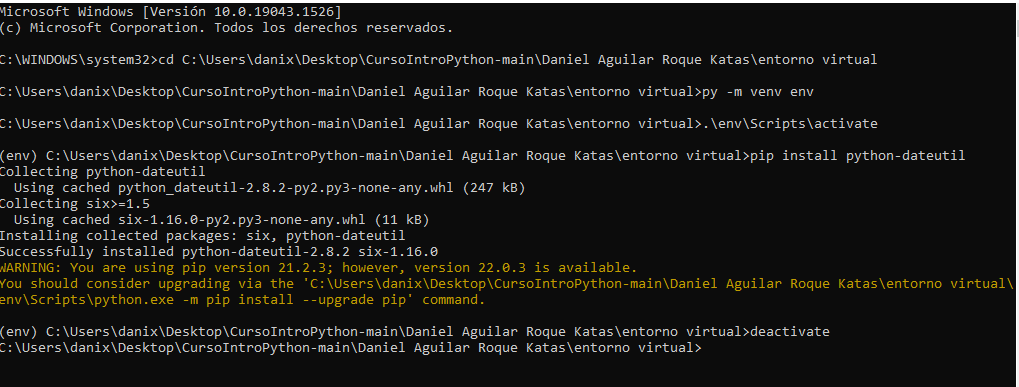 Microsoft Windows [Versión 10.0.19043.1526]
(c) Microsoft Corporation. Todos los derechos reservados.
C:\WINDOWS\system32>cd C:\Users\danix\Desktop\CursoIntroPython-main\Daniel Aguilar Roque Katas\entorno virtual
C:\Users\danix\Desktop\CursoIntroPython-main\Daniel Aguilar Roque Katas\entorno virtual>py -m venv env
C:\Users\danix\Desktop\CursoIntroPython-main\Daniel Aguilar Roque Katas\entorno virtual>.\env\Scripts\activate
(env) C:\Users\danix\Desktop\CursoIntroPython-main\Daniel Aguilar Roque Katas\entorno virtual>pip install python-dateutil
Collecting python-dateutil
  Using cached python_dateutil-2.8.2-py2.py3-none-any.whl (247 kB)
Collecting six>=1.5
  Using cached six-1.16.0-py2.py3-none-any.whl (11 kB)
Installing collected packages: six, python-dateutil
Successfully installed python-dateutil-2.8.2 six-1.16.0
WARNING: You are using pip version 21.2.3; however, version 22.0.3 is available.
You should consider upgrading via the 'C:\Users\danix\Desktop\CursoIntroPython-main\Daniel Aguilar Roque Katas\entorno virtual\
env\Scripts\python.exe -m pip install --upgrade pip' command.
(env) C:\Users\danix\Desktop\CursoIntroPython-main\Daniel Aguilar Roque Katas\entorno virtual>deactivate
C:\Users\danix\Desktop\CursoIntroPython-main\Daniel Aguilar Roque Katas\entorno virtual>